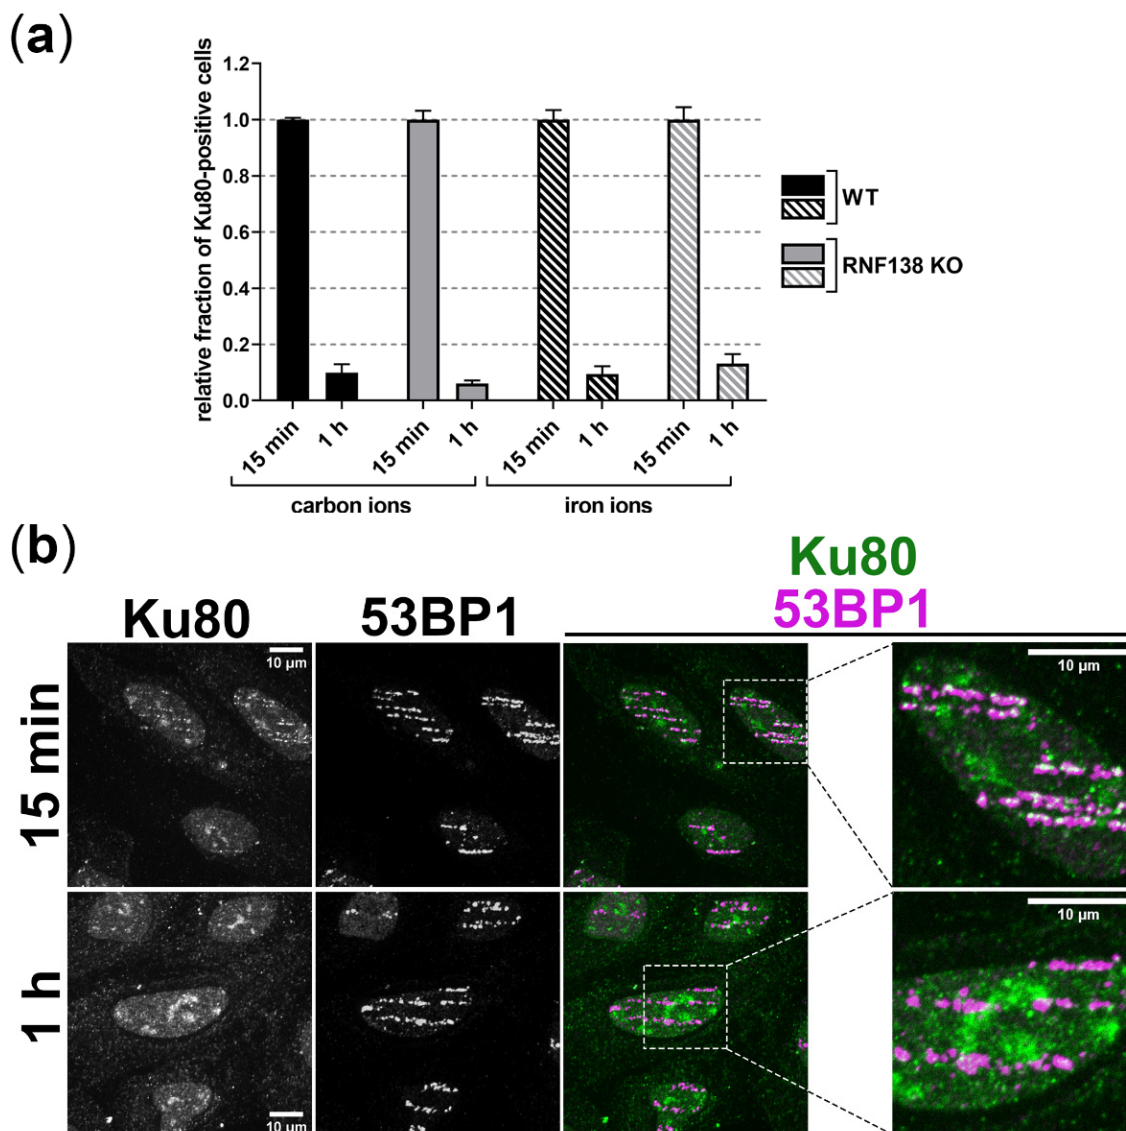 (a)
relative fraction of Ku80-positive cells
1.2
1.0
0.8
0.6
0.4
0.2
0.0
15 min
1 h
15 min
1 h
15 min
1 h
15 min
1 h
carbon ions
iron ions
WT
RNF138 KO
(b)
Ku80
53BP1
Ku80
53BP1
15 min
10 µm
10 µm
1 h
10 µm
10 µm